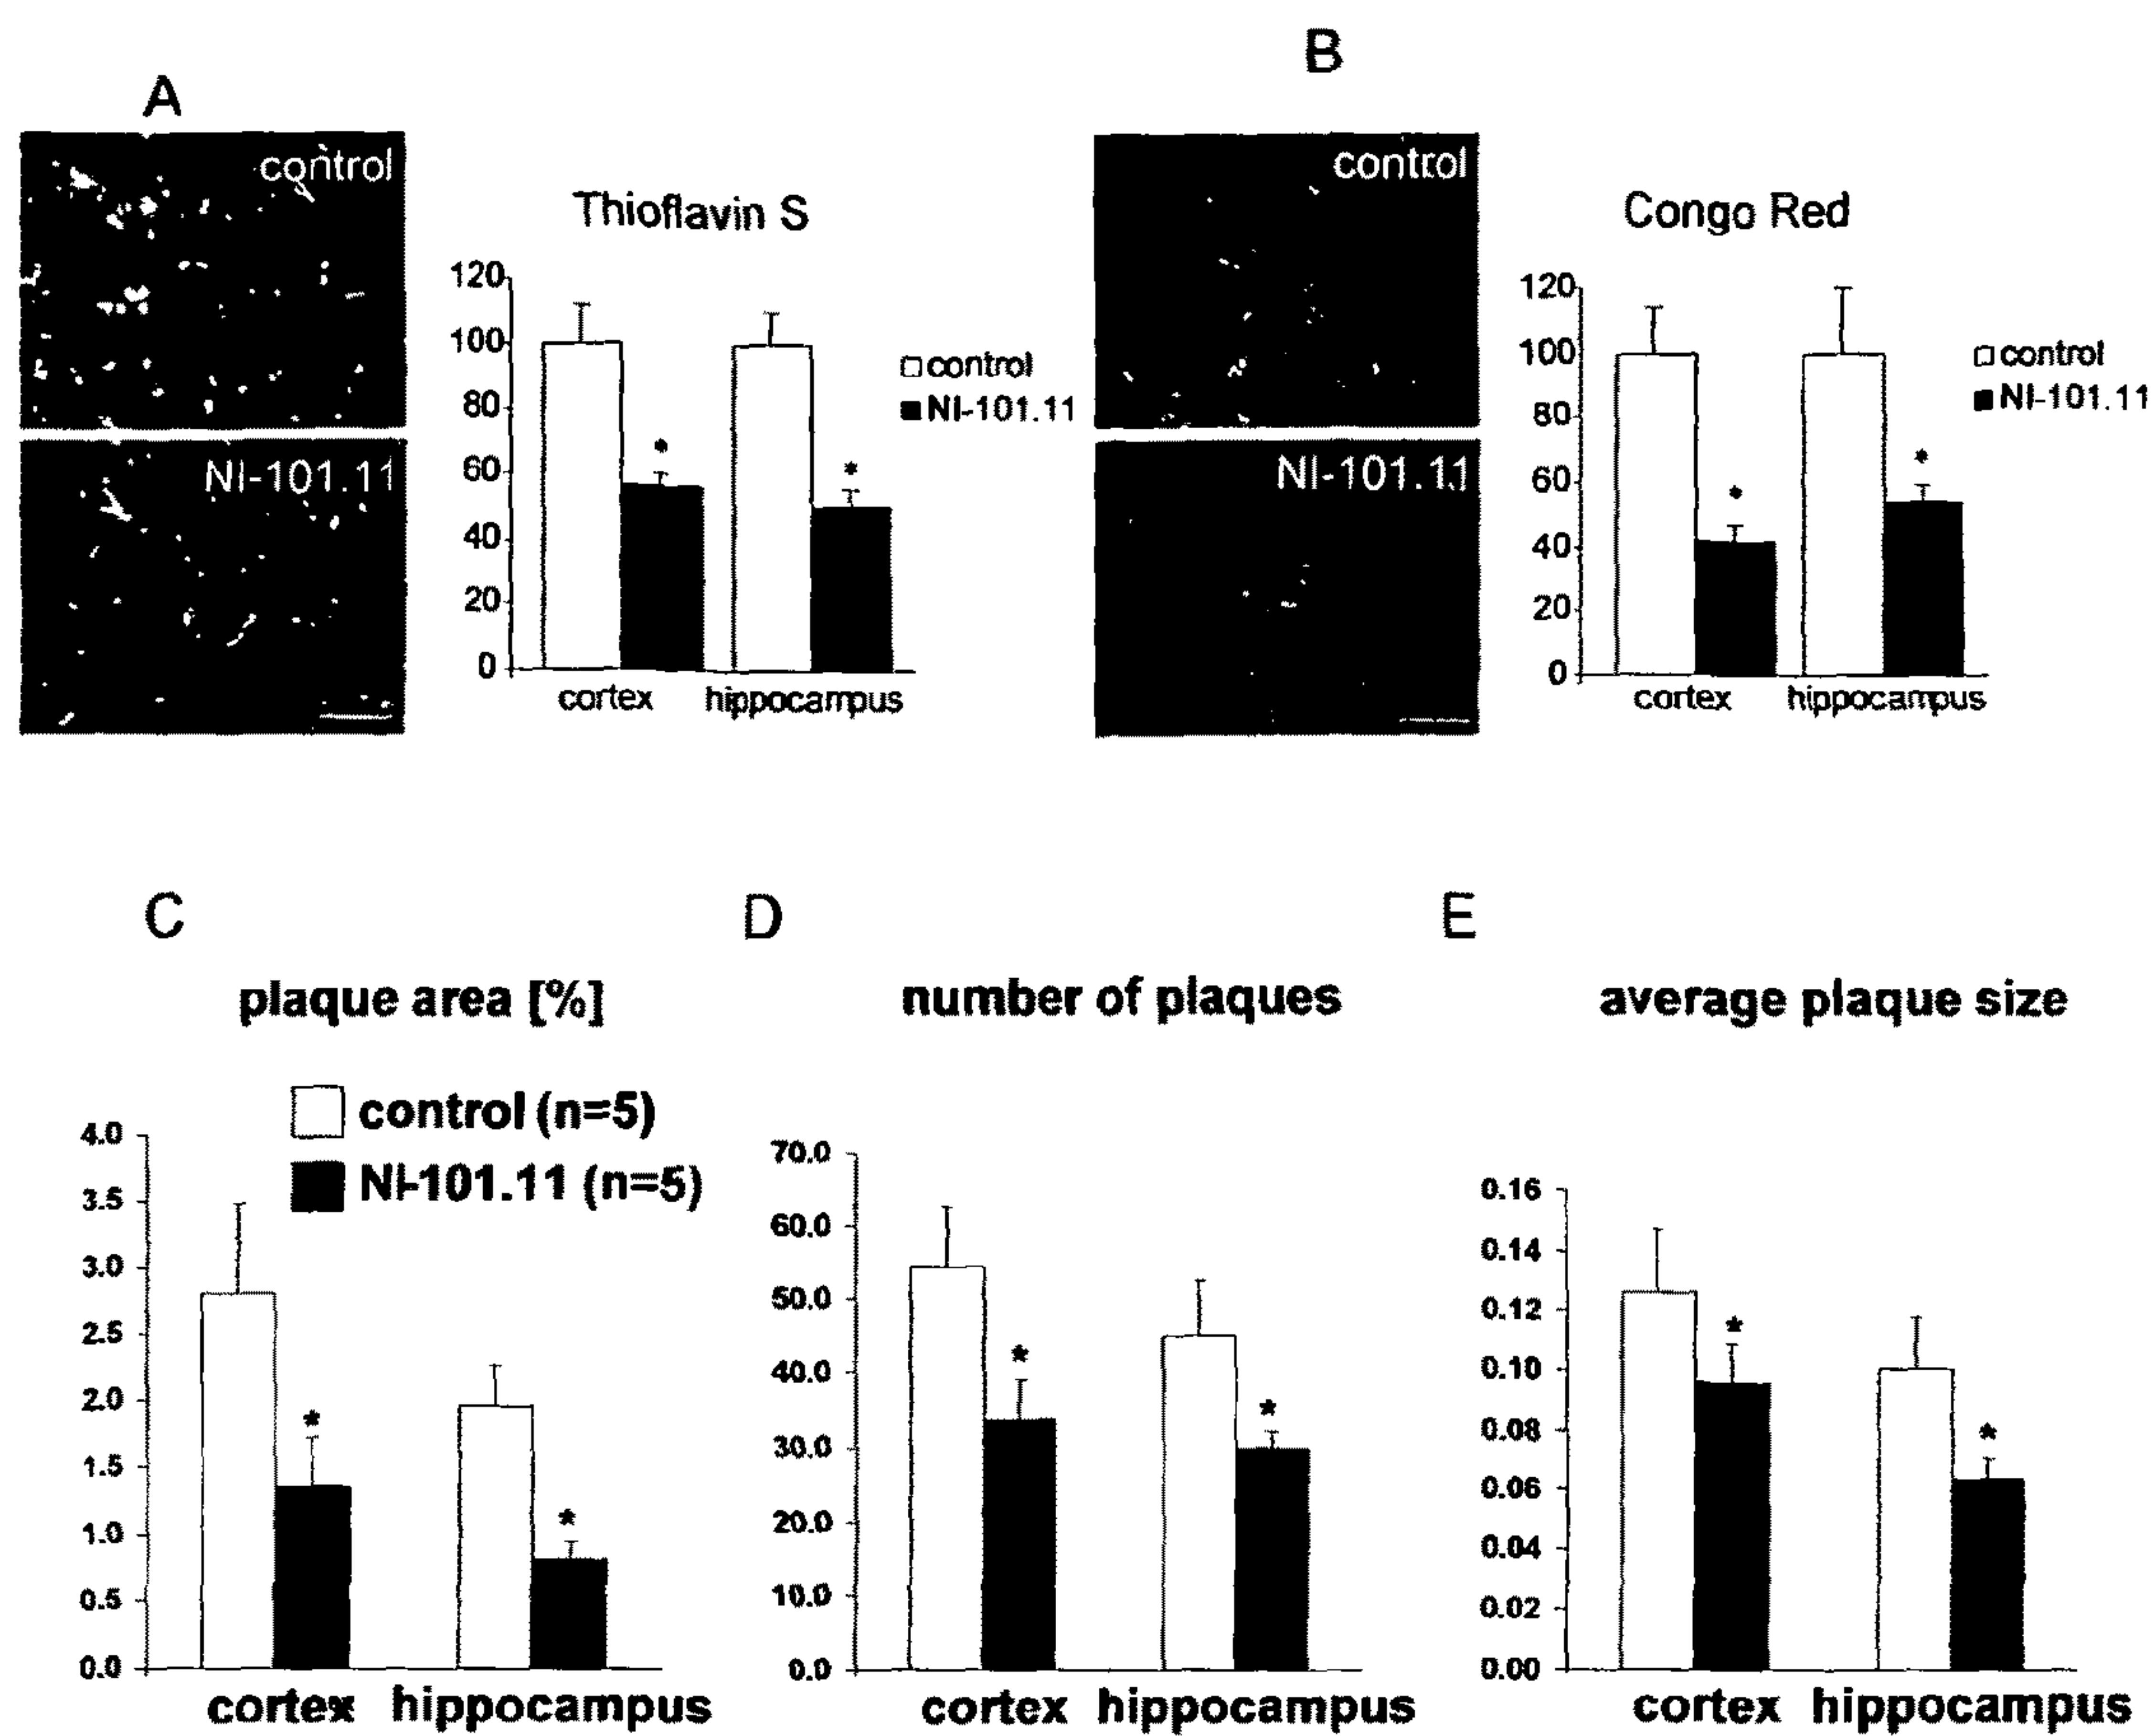 A
control
NI-101.11
Thioflavin S
120
100
80
60
40
20
0
*
*
cortex hippocampus
control
NI-101.11
B
control
NI-101.11
Congo Red
120
100
80
60
40
20
0
*
*
cortex hippocampus
control
NI-101.11
C
plaque area [%]
control (n=5)
NI-101.11 (n=5)
4.0
3.5
3.0
2.5
2.0
1.5
1.0
0.5
0.0
*
*
cortex hippocampus
D
number of plaques
70.0
60.0
50.0
40.0
30.0
20.0
10.0
0.0
*
*
cortex hippocampus
E
average plaque size
0.16
0.14
0.12
0.10
0.08
0.06
0.04
0.02
0.00
*
*
cortex hippocampus